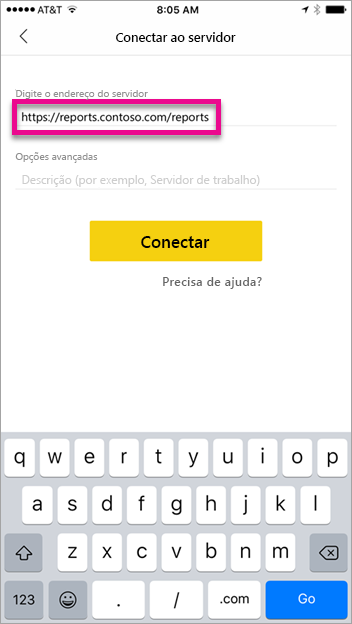 AT&T 8:05 AM
Conectar ao servidor
Digite o endereço do servidor
https://reports.contoso.com/reports
Opções avançadas
Descrição (por exemplo, Servidor de trabalho)
Conectar
Precisa de ajuda?
q w e r t y u i o p
a s d f g h j k l
z x c v b n m
123 . / .com Go